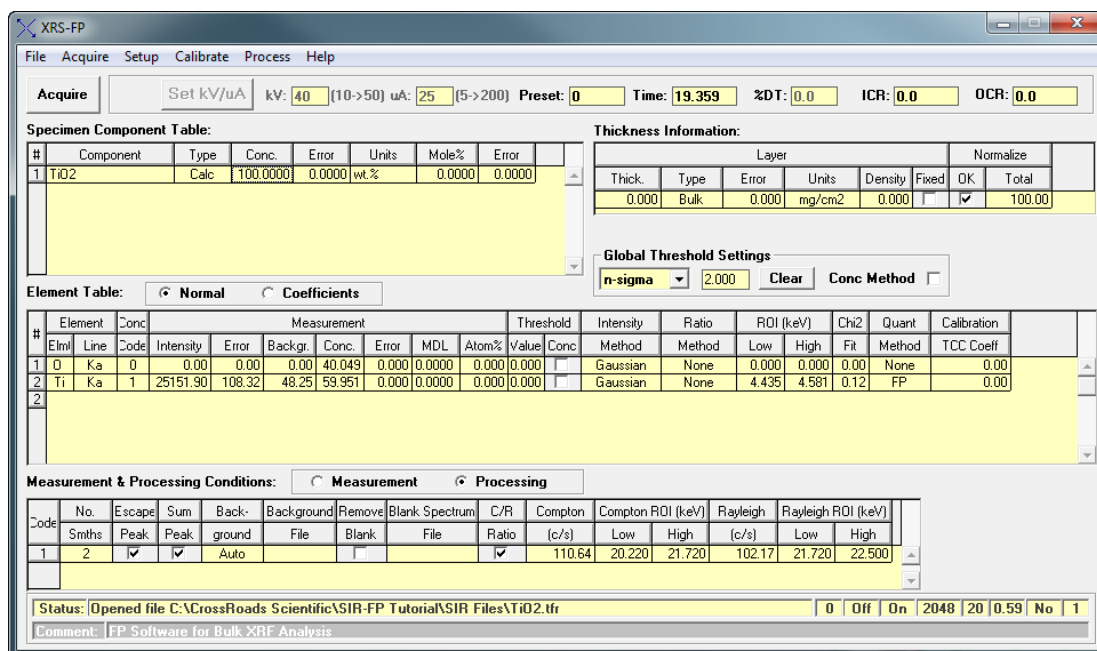 XRS-FP
File Acquire Setup Calibrate Process Help
Acquire Set kV/uA kV: 40 (10->50) uA: 25 (5->200) Preset: 0 Time: 19.359 %DT: 0.0 ICR: 0.0 OCR: 0.0
Specimen Component Table: Thickness Information:
# Component Type Conc. Error Units Mole% Error Layer Normalize
1 TiO2 Calc 100.0000 0.0000 wt.% 0.0000 0.0000 Thick. Type Error Units Density Fixed OK Total
0.000 Bulk 0.000 mg/cm2 0.000 100.00
Global Threshold Settings
n-sigma 2.000 Clear Conc Method
Element Table: Normal Coefficients
# Element Conc Measurement Threshold Intensity Ratio ROI (keV) Chi2 Quant Calibration
Elmt Line Code Intensity Error Backgr. Conc. Error MDL Atom% Value Conc Method Method Low High Fit Method TCC Coeff
1 O Ka 0 0.00 0.00 0.00 40.049 0.000 0.0000 0.000 0.000 Gaussian None 0.000 0.000 0.00 None 0.00
2 Ti Ka 1 25151.90 108.32 48.25 59.951 0.000 0.0000 0.000 0.000 Gaussian None 4.435 4.581 0.12 FP 0.00
2
Measurement & Processing Conditions: Measurement Processing
Code No. Escape Sum Back- Background Remove Blank Spectrum C/R Compton Compton ROI (keV) Rayleigh Rayleigh ROI (keV)
Smths Peak Peak ground File Blank File Ratio (c/s) Low High (c/s) Low High
1 2 Auto 110.64 20.220 21.720 102.17 21.720 22.500
Status: Opened file C:\CrossRoads Scientific\SIR-FP Tutorial\SIR Files\TiO2.tfr 0 Off On 2048 20 0.59 No 1
Comment: FP Software for Bulk XRF Analysis